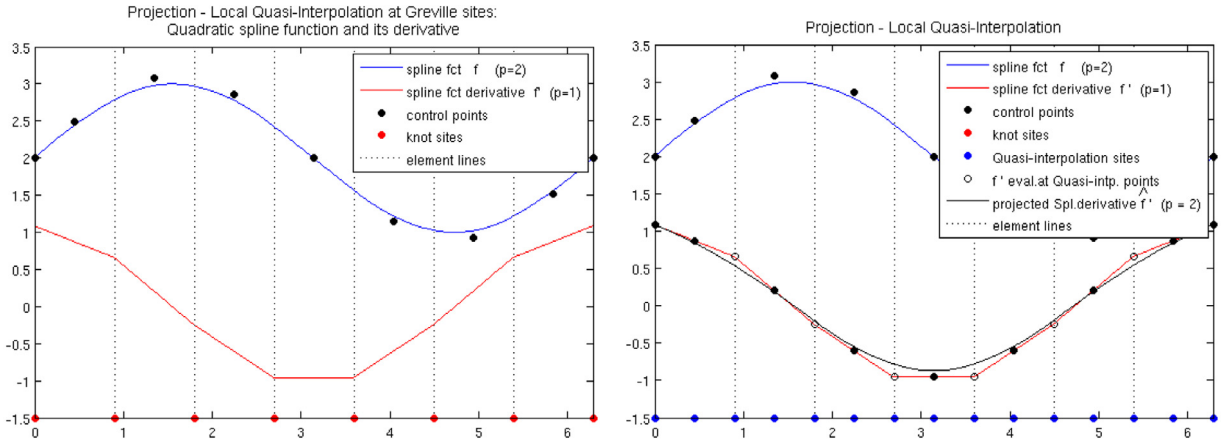 Projection - Local Quasi-Interpolation at Greville sites:
Quadratic spline function and its derivative
3.5
3
2.5
2
1.5
1
0.5
0
-0.5
-1
-1.5
0
1
2
3
4
5
6
spline fct f (p=2)
spline fct derivative f' (p=1)
control points
knot sites
element lines
Projection - Local Quasi-Interpolation
3.5
3
2.5
2
1.5
1
0.5
0
-0.5
-1
-1.5
0
1
2
3
4
5
6
spline fct f (p=2)
spline fct derivative f ' (p=1)
control points
knot sites
Quasi-interpolation sites
f ' eval.at Quasi-intp. points
projected Spl.derivative f̂ ' (p = 2)
element lines